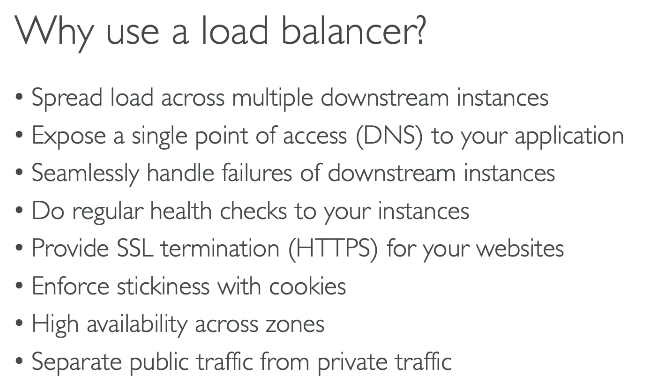 Why use a load balancer?
• Spread load across multiple downstream instances
• Expose a single point of access (DNS) to your application
• Seamlessly handle failures of downstream instances
• Do regular health checks to your instances
• Provide SSL termination (HTTPS) for your websites
• Enforce stickiness with cookies
• High availability across zones
• Separate public traffic from private traffic